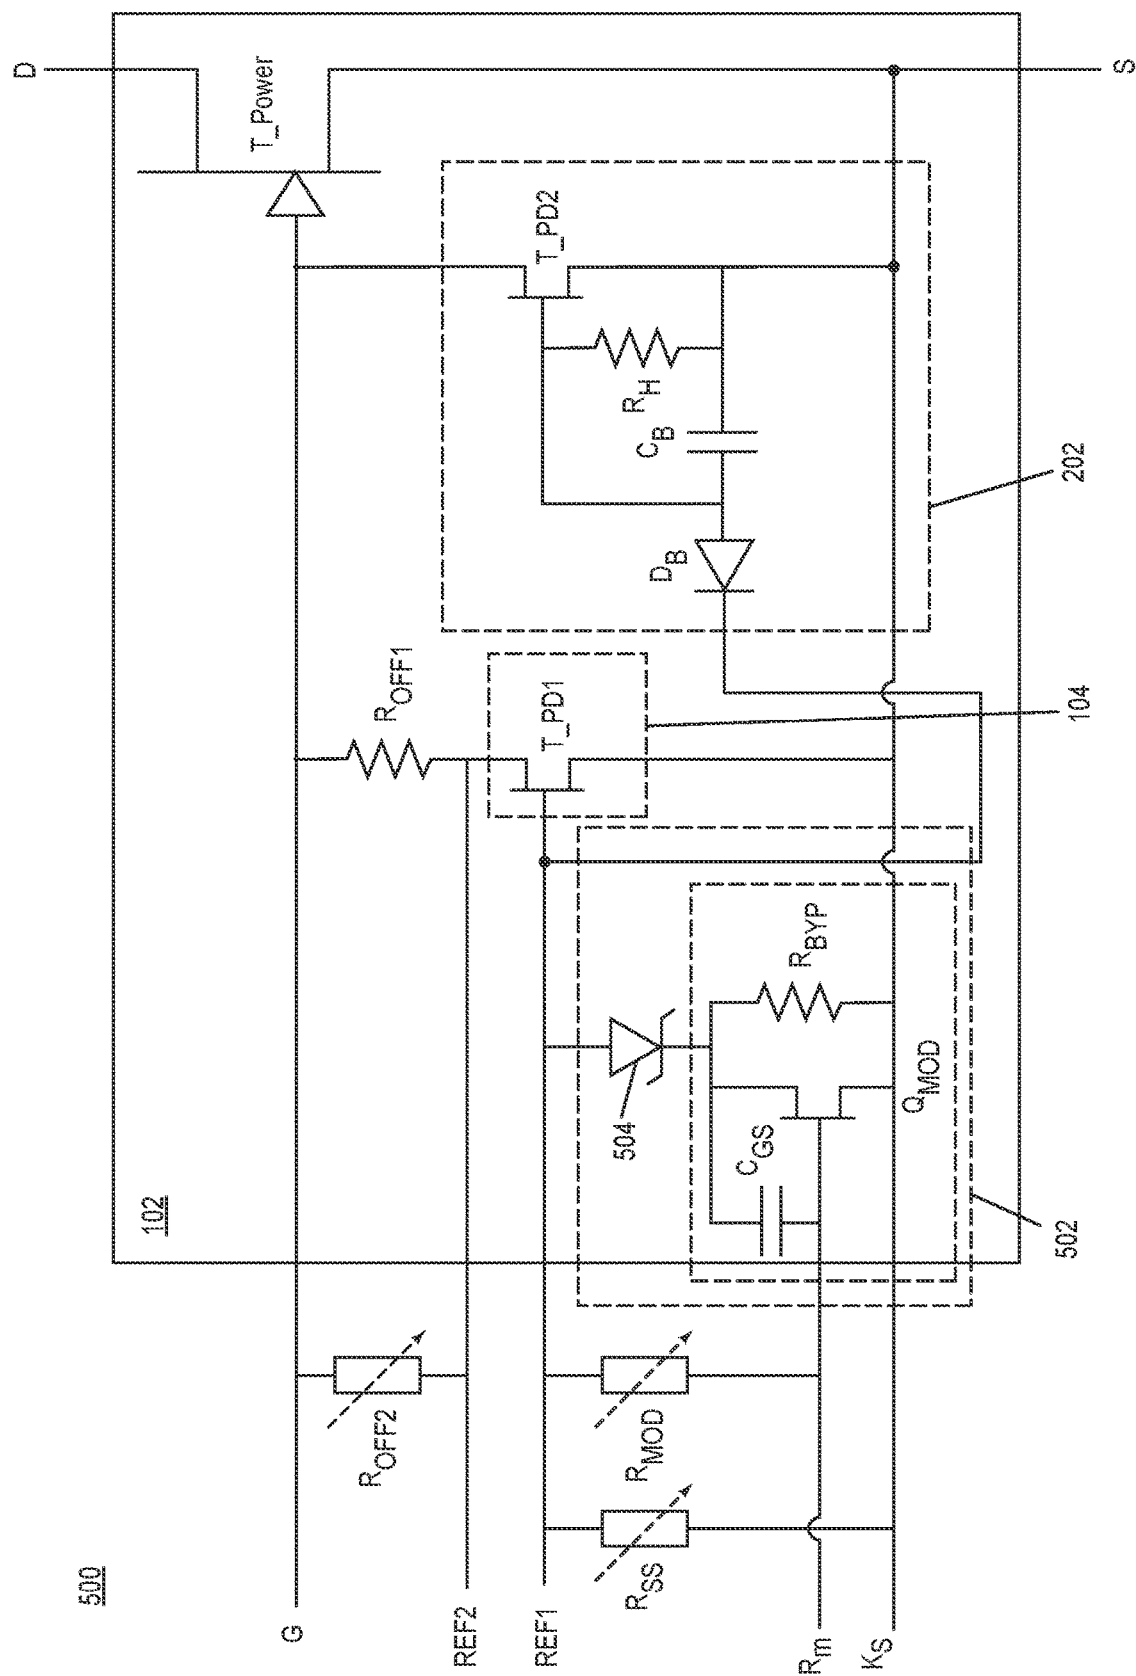 500
102
D
T_Power
S
G
R_OFF2
R_OFF1
REF2
REF1
T_PD1
T_PD2
R_H
C_B
D_B
202
104
504
R_BYP
C_GS
Q_MOD
502
R_MOD
R_SS
R_m
K_S